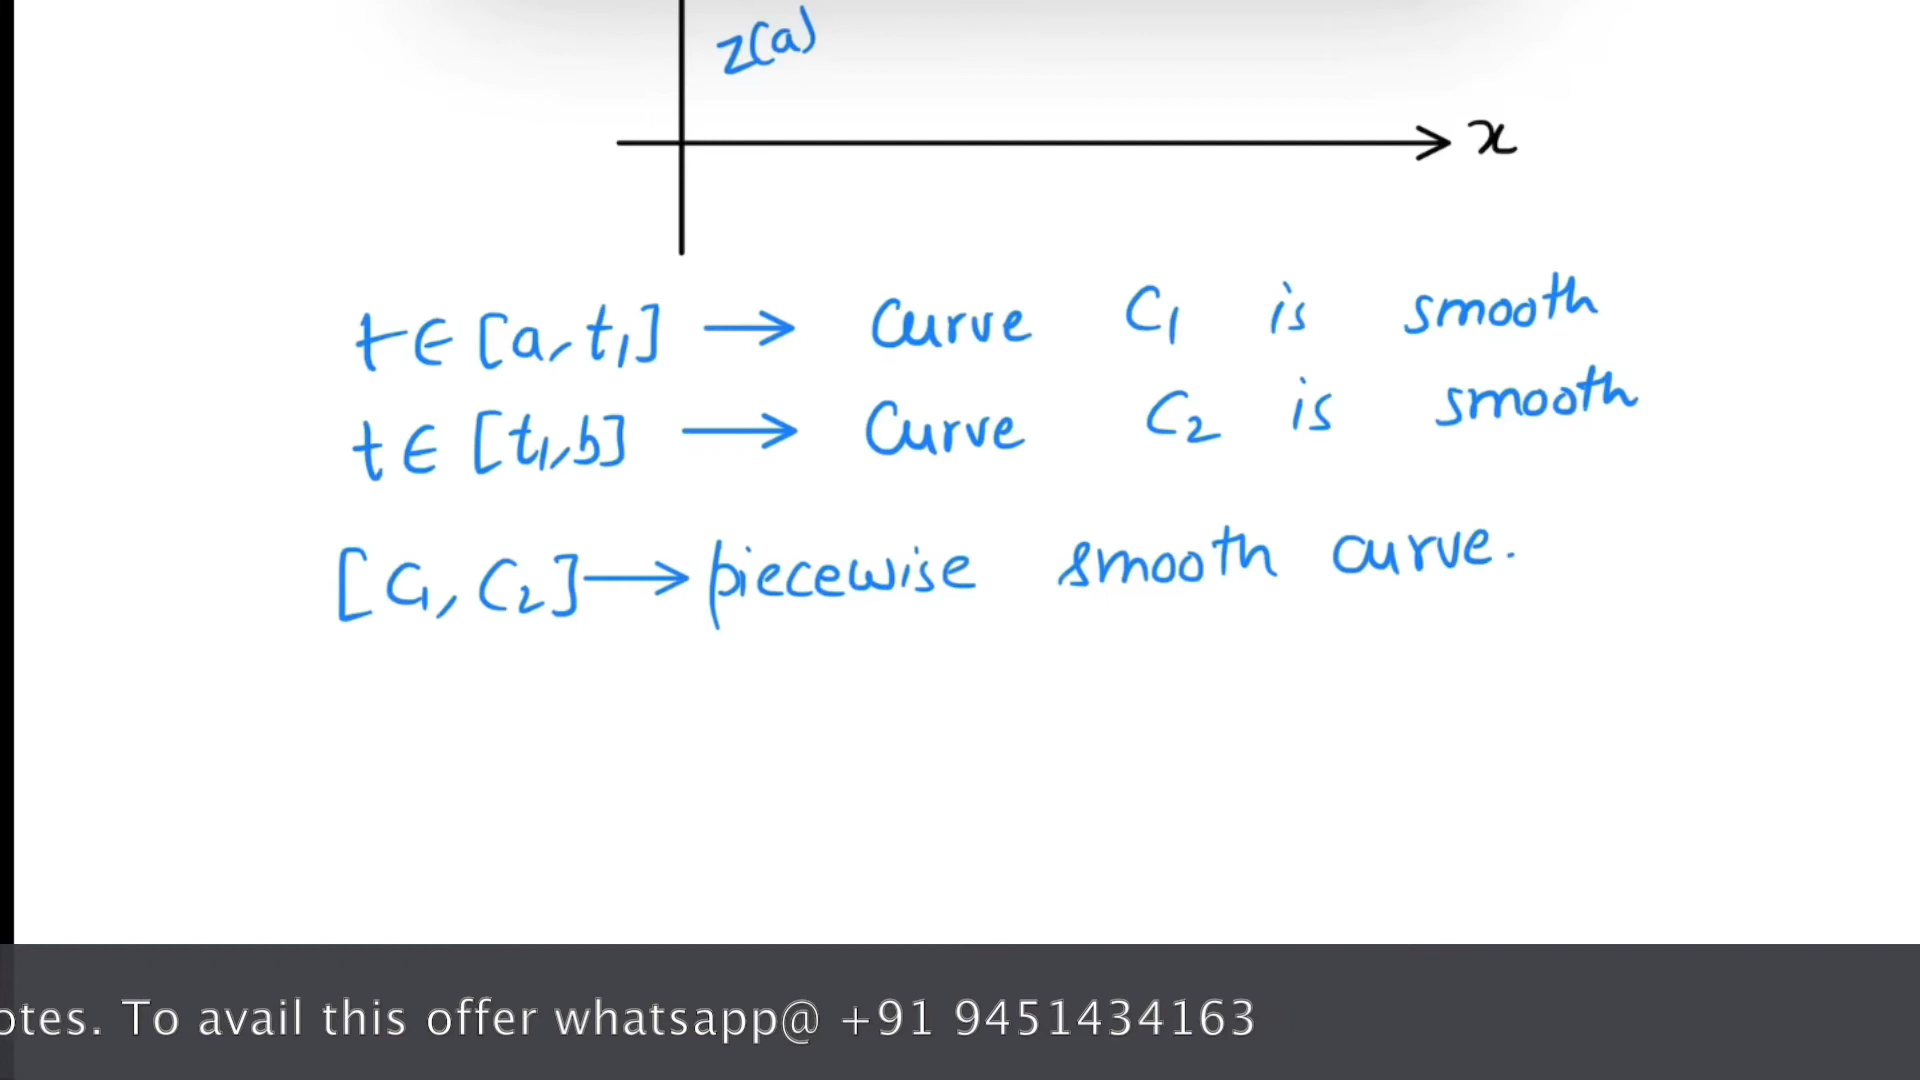 z(a)
x
t∈[a,t₁] → Curve C₁ is smooth
t∈ [t₁,b] → Curve C₂ is smooth
[C₁, C₂] → piecewise smooth curve.
otes. To avail this offer whatsapp@ +91 9451434163